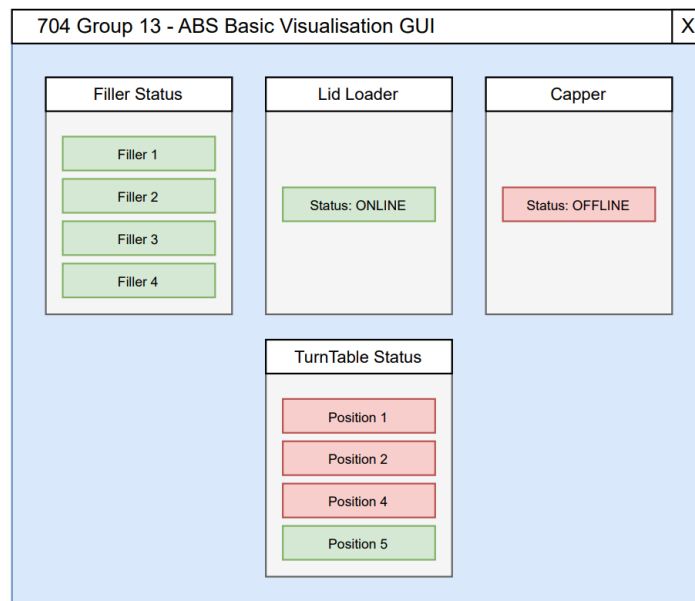 704 Group 13 - ABS Basic Visualisation GUI
X
Filler Status
Filler 1
Filler 2
Filler 3
Filler 4
Lid Loader
Status: ONLINE
Capper
Status: OFFLINE
TurnTable Status
Position 1
Position 2
Position 4
Position 5